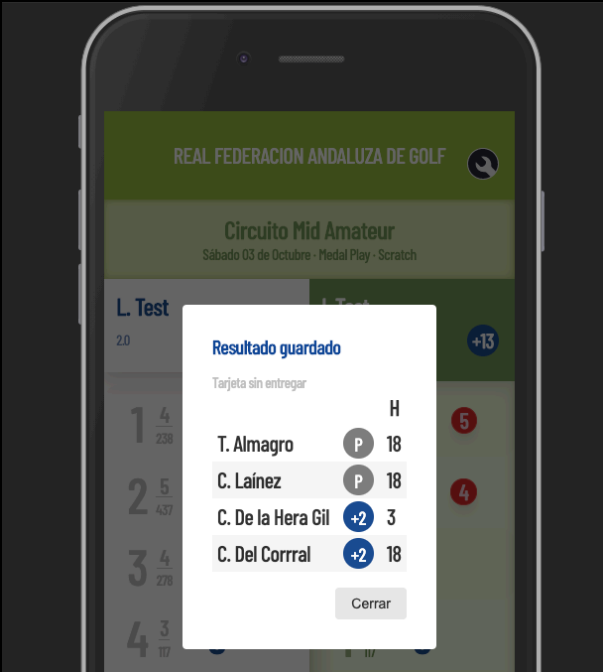 REAL FEDERACION ANDALUZA DE GOLF
Circuito Mid Amateur
Sábado 03 de Octubre - Medal Play - Scratch
L. Test
2.0
+13
Resultado guardado
Tarjeta sin entregar
H
T. Almagro P 18
C. Laínez P 18
C. De la Hera Gil +2 3
C. Del Corrral +2 18
Cerrar
1 4 238 5
2 5 437 4
3 4 278
4 3 117
117